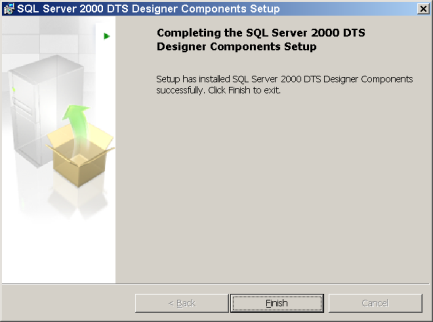 SQL Server 2000 DTS Designer Components Setup
Completing the SQL Server 2000 DTS
Designer Components Setup
Setup has installed SQL Server 2000 DTS Designer Components
successfully. Click Finish to exit.
< Back
Finish
Cancel